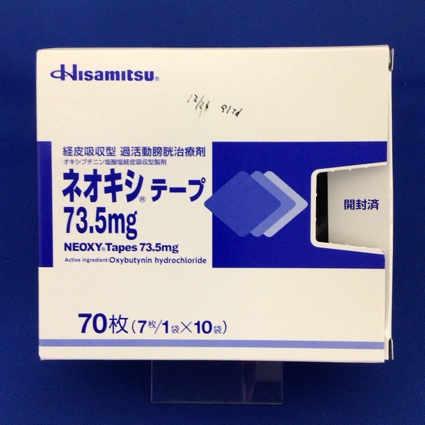 Hisamitsu®
経皮吸収型 過活動膀胱治療剤
オキシブチニン塩酸塩経皮吸収型製剤
ネオキシ®テープ
73.5mg
NEOXY®Tapes 73.5mg
Active ingredient:Oxybutynin hydrochloride
開封済
70枚(7枚/1袋×10袋)